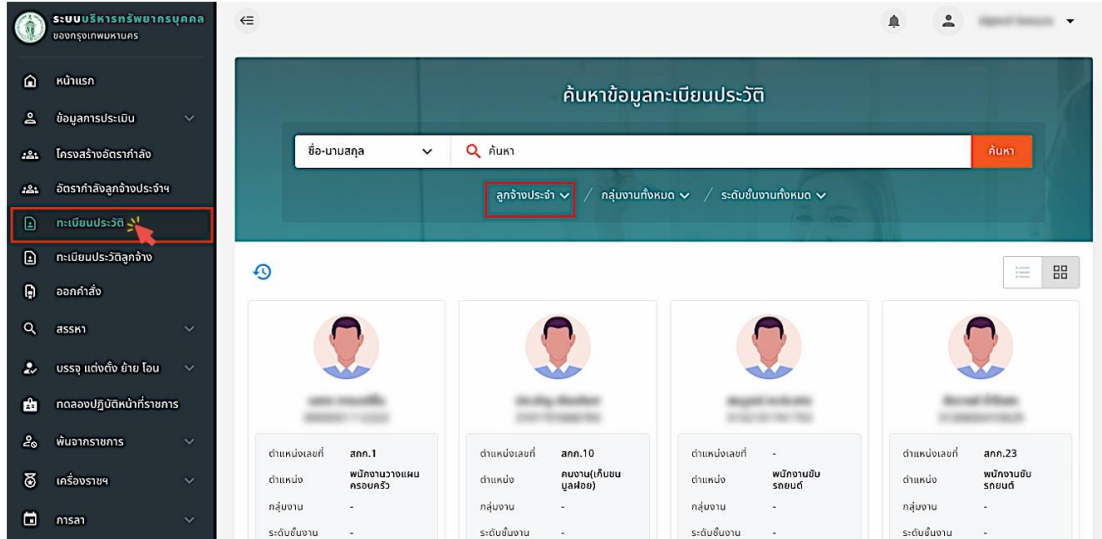 ระบบบริหารทรัพยากรบุคคล
ของกรุงเทพมหานคร
หน้าแรก
ข้อมูลการประเมิน
โครงสร้างอัตรากำลัง
อัตรากำลังลูกจ้างประจำฯ
ทะเบียนประวัติ
ทะเบียนประวัติลูกจ้าง
ออกคำสั่ง
สรรหา
บรรจุ แต่งตั้ง ย้าย โอน
ทดลองปฏิบัติหน้าที่ราชการ
พ้นจากราชการ
เครื่องราชฯ
การลา
ค้นหาข้อมูลทะเบียนประวัติ
ชื่อ-นามสกุล ค้นหา ค้นหา
ลูกจ้างประจำ / กลุ่มงานทั้งหมด / ระดับชั้นงานทั้งหมด
ตำแหน่งเลขที่ สกก.1
ตำแหน่ง พนักงานวางแผน
ครอบครัว
กลุ่มงาน -
ระดับชั้นงาน -
ตำแหน่งเลขที่ สกก.10
ตำแหน่ง คนงาน(เก็บขน
มูลฝอย)
กลุ่มงาน -
ระดับชั้นงาน -
ตำแหน่งเลขที่ -
ตำแหน่ง พนักงานขับ
รถยนต์
กลุ่มงาน -
ระดับชั้นงาน -
ตำแหน่งเลขที่ สกก.23
ตำแหน่ง พนักงานขับ
รถยนต์
กลุ่มงาน -
ระดับชั้นงาน -